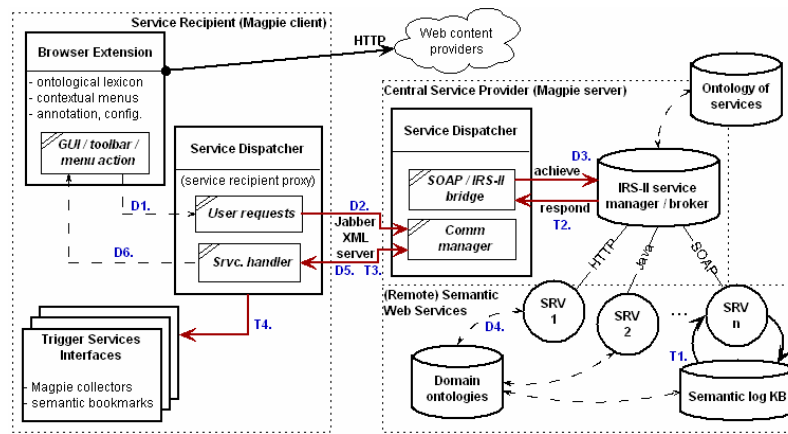 Service Recipient (Magpie client)
Browser Extension
- ontological lexicon
- contextual menus
- annotation, config.
GUI / toolbar /
menu action
HTTP
Web content
providers
Central Service Provider (Magpie server)
Ontology of
services
Service Dispatcher
(service recipient proxy)
User requests
Srvc. handler
D1.
D6.
D2.
Jabber
XML
server
D5. T3.
T4.
Service Dispatcher
SOAP / IRS-II
bridge
Comm
manager
D3.
achieve
respond
T2.
IRS-II service
manager / broker
HTTP
Java
SOAP
(Remote) Semantic
Web Services
D4.
SRV
1
SRV
2
...
SRV
n
T1.
Domain
ontologies
Semantic log KB
Trigger Services
Interfaces
- Magpie collectors
- semantic bookmarks